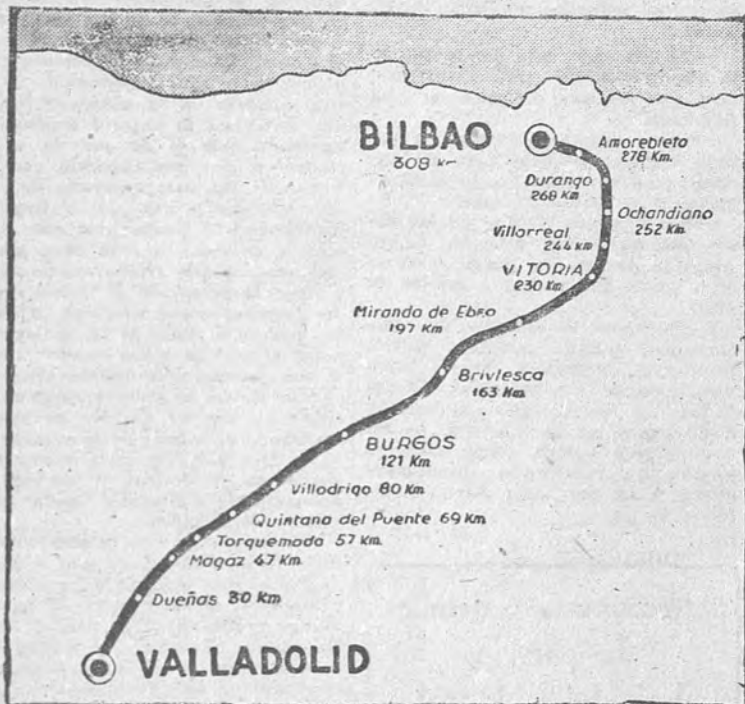 BILBAO
308 Km
Amorebieta
278 Km.
Durango
268 Km
Ochandiano
252 Km.
Villorreal
244 Km.
VITORIA
230 Km
Miranda de Ebro
197 Km
Brivlesca
163 Km.
BURGOS
121 Km
Villodrigo 80 Km.
Quintana del Puente 69 Km
Torquemada 57 Km.
Magaz 47 Km.
Dueñas 30 Km
VALLADOLID